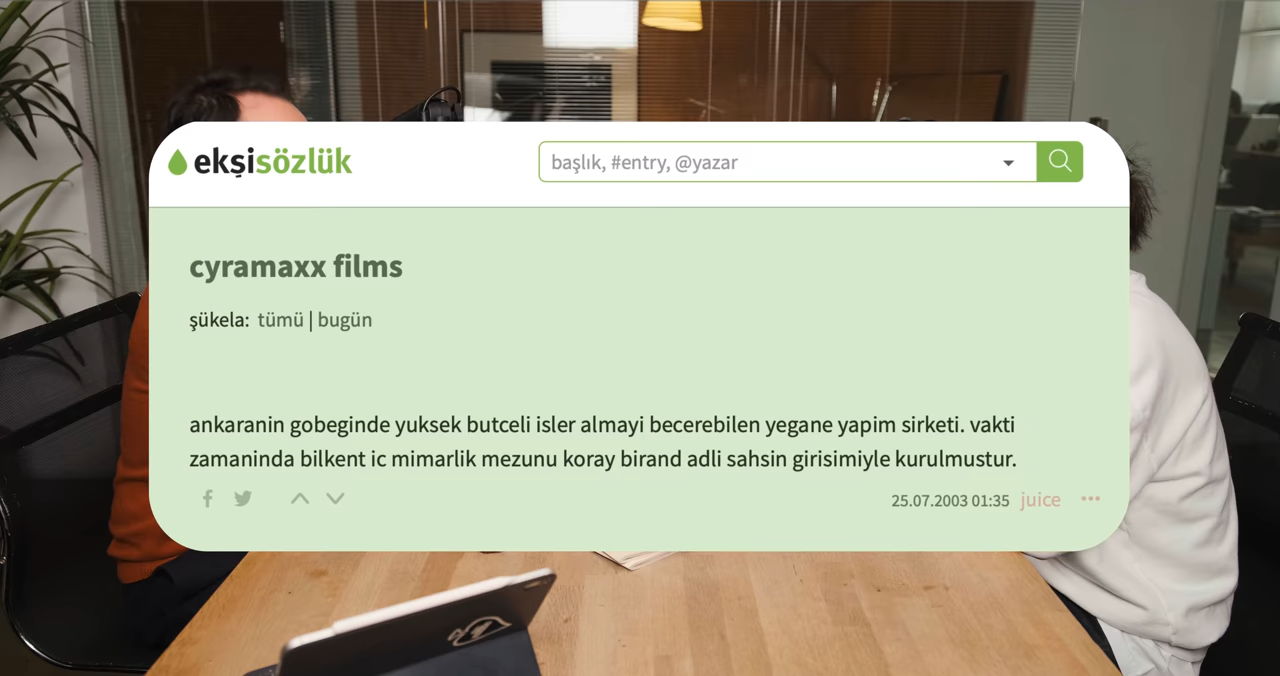 ekşisözlük
başlık, #entry, @yazar
cyramaxx films
şükela: tümü | bugün
ankaranin gobeginde yuksek butceli isler almayi becerebilen yegane yapim sirketi. vakti
zamaninda bilkent ic mimarlik mezunu koray birand adli sahsin girisimiyle kurulmustur.
25.07.2003 01:35 juice